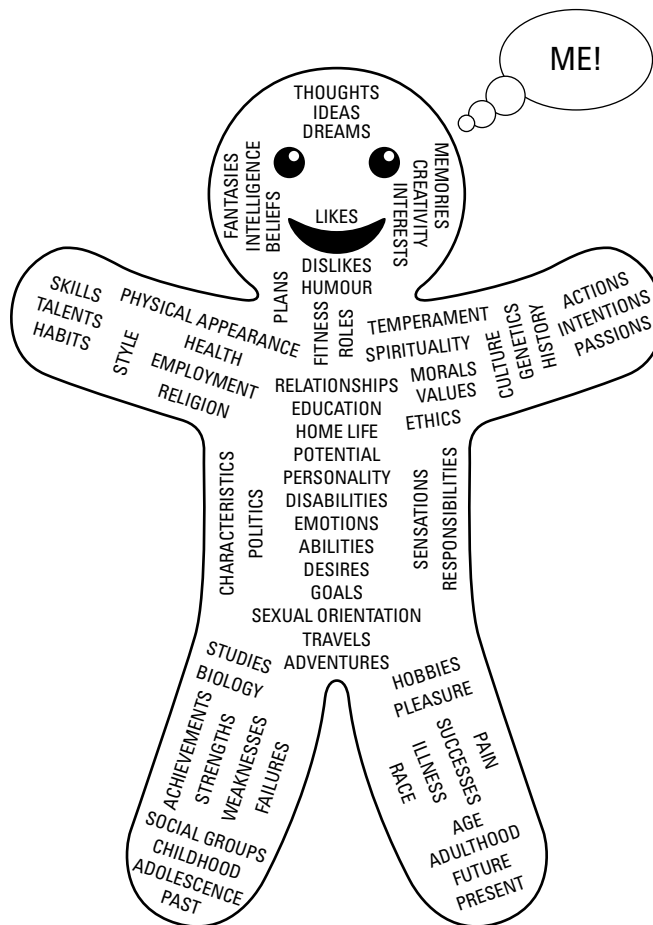 ME!
THOUGHTS
IDEAS
DREAMS
FANTASIES
INTELLIGENCE
BELIEFS
MEMORIES
CREATIVITY
INTERESTS
LIKES
DISLIKES
HUMOUR
PLANS
FITNESS
ROLES
SKILLS
TALENTS
HABITS
PHYSICAL APPEARANCE
HEALTH
STYLE
EMPLOYMENT
RELIGION
TEMPERAMENT
SPIRITUALITY
MORALS
VALUES
ETHICS
CULTURE
GENETICS
HISTORY
ACTIONS
INTENTIONS
PASSIONS
RELATIONSHIPS
EDUCATION
HOME LIFE
POTENTIAL
PERSONALITY
DISABILITIES
EMOTIONS
ABILITIES
DESIRES
GOALS
SEXUAL ORIENTATION
TRAVELS
ADVENTURES
CHARACTERISTICS
POLITICS
SENSATIONS
RESPONSIBILITIES
STUDIES
BIOLOGY
ACHIEVEMENTS
STRENGTHS
WEAKNESSES
FAILURES
SOCIAL GROUPS
CHILDHOOD
ADOLESCENCE
PAST
HOBBIES
PLEASURE
RACE
ILLNESS
SUCCESSES
PAIN
AGE
ADULTHOOD
FUTURE
PRESENT